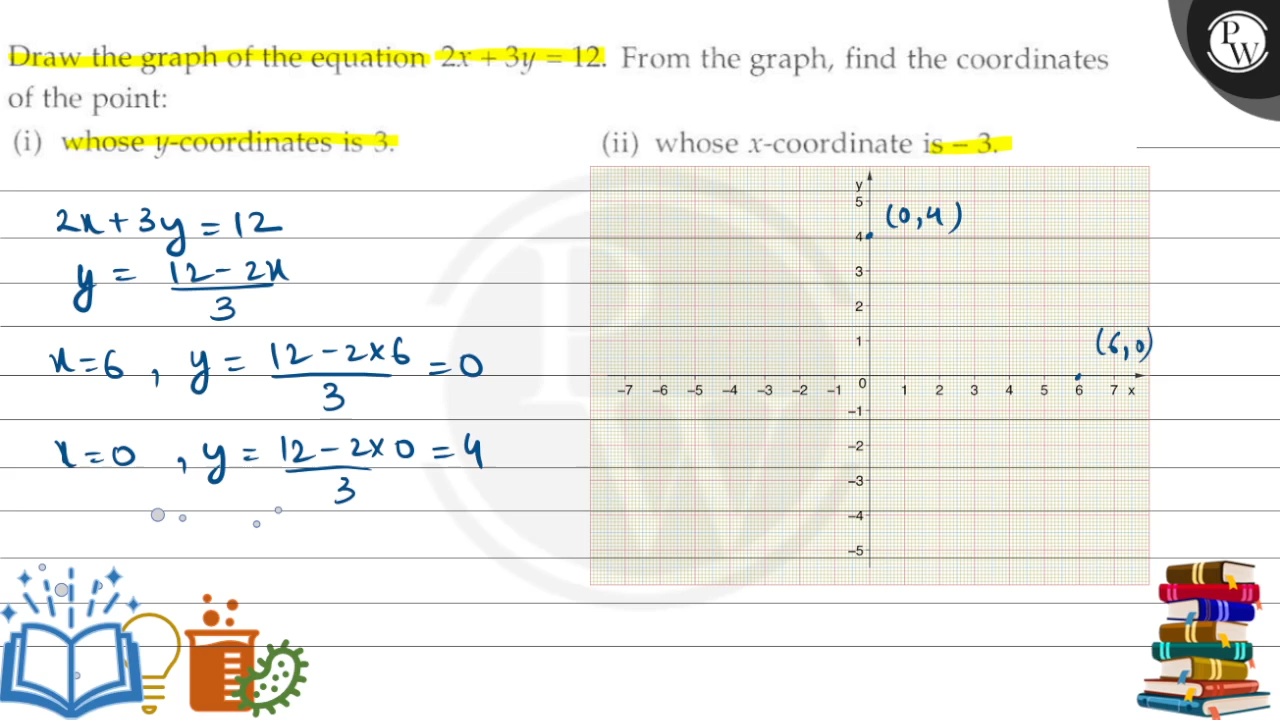 Draw the graph of the equation 2x + 3y = 12. From the graph, find the coordinates
of the point:
(i) whose y-coordinates is 3. (ii) whose x-coordinate is – 3.
2x + 3y = 12
y = 12 - 2x / 3
x = 6 , y = 12 - 2×6 / 3 = 0
x = 0 , y = 12 - 2×0 / 3 = 4
PW
y
5
(0,4)
4
3
2
1
(6,0)
–7 –6 –5 –4 –3 –2 –1 0 1 2 3 4 5 6 7 x
–1
–2
–3
–4
–5
PW